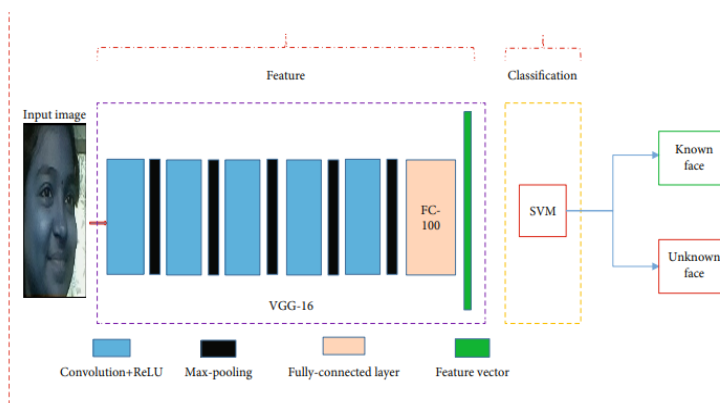 Feature
Classification
Input image
FC-
100
SVM
Known
face
Unknown
face
VGG-16
Convolution+ReLU
Max-pooling
Fully-connected layer
Feature vector